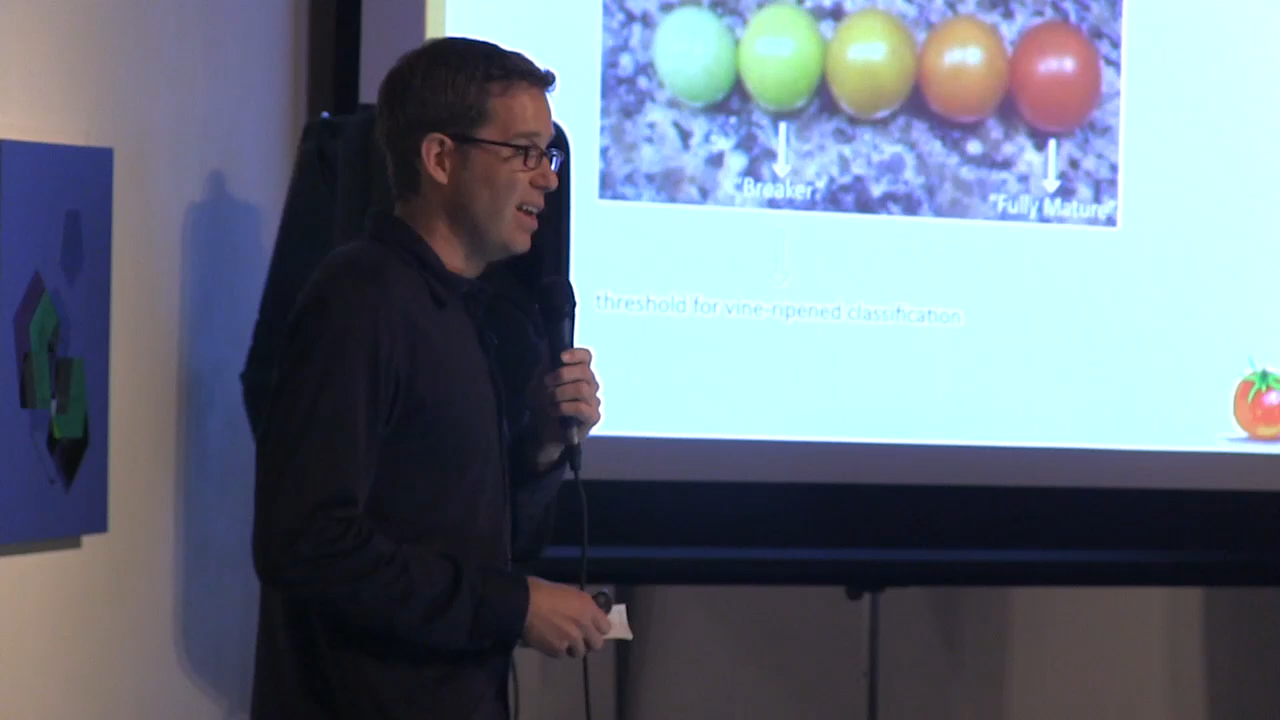 "Breaker"
"Fully Mature"
threshold for vine-ripened classification